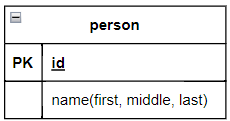 person
PK id
name(first, middle, last)